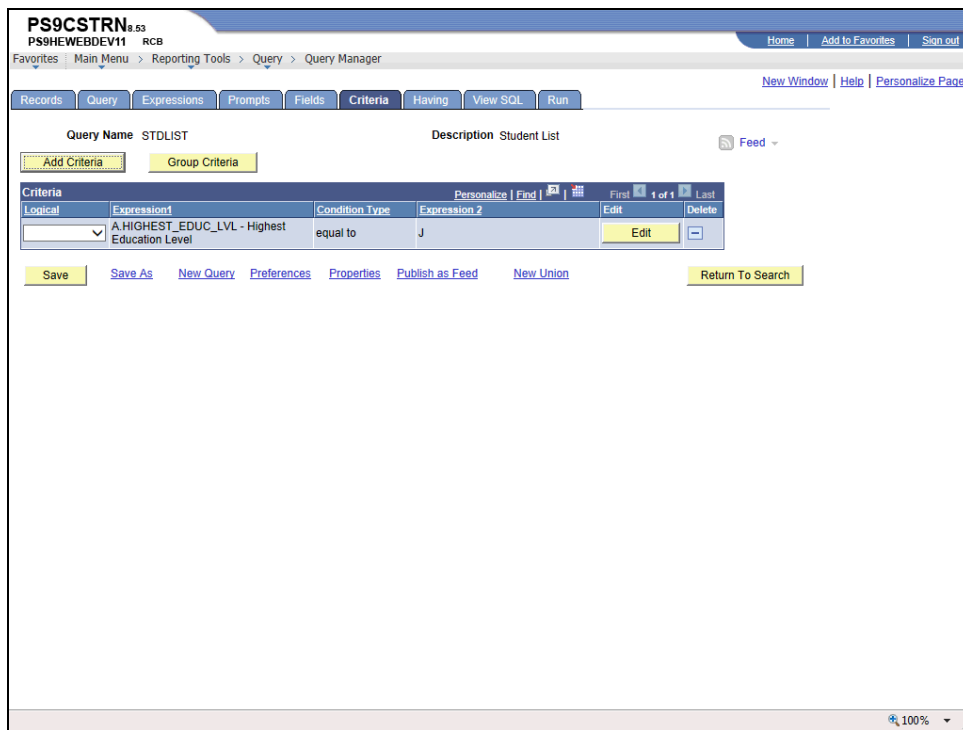 PS9CSTRN8.53
PS9HEWEBDEV11 RCB
Home | Add to Favorites | Sign out
Favorites Main Menu > Reporting Tools > Query > Query Manager
New Window | Help | Personalize Page
Records Query Expressions Prompts Fields Criteria Having View SQL Run
Query Name STDLIST Description Student List
Feed
Add Criteria Group Criteria
Criteria Personalize | Find | | First 1 of 1 Last
Logical Expression1 Condition Type Expression 2 Edit Delete
A.HIGHEST_EDUC_LVL - Highest
Education Level equal to J Edit
Save Save As New Query Preferences Properties Publish as Feed New Union Return To Search
100%